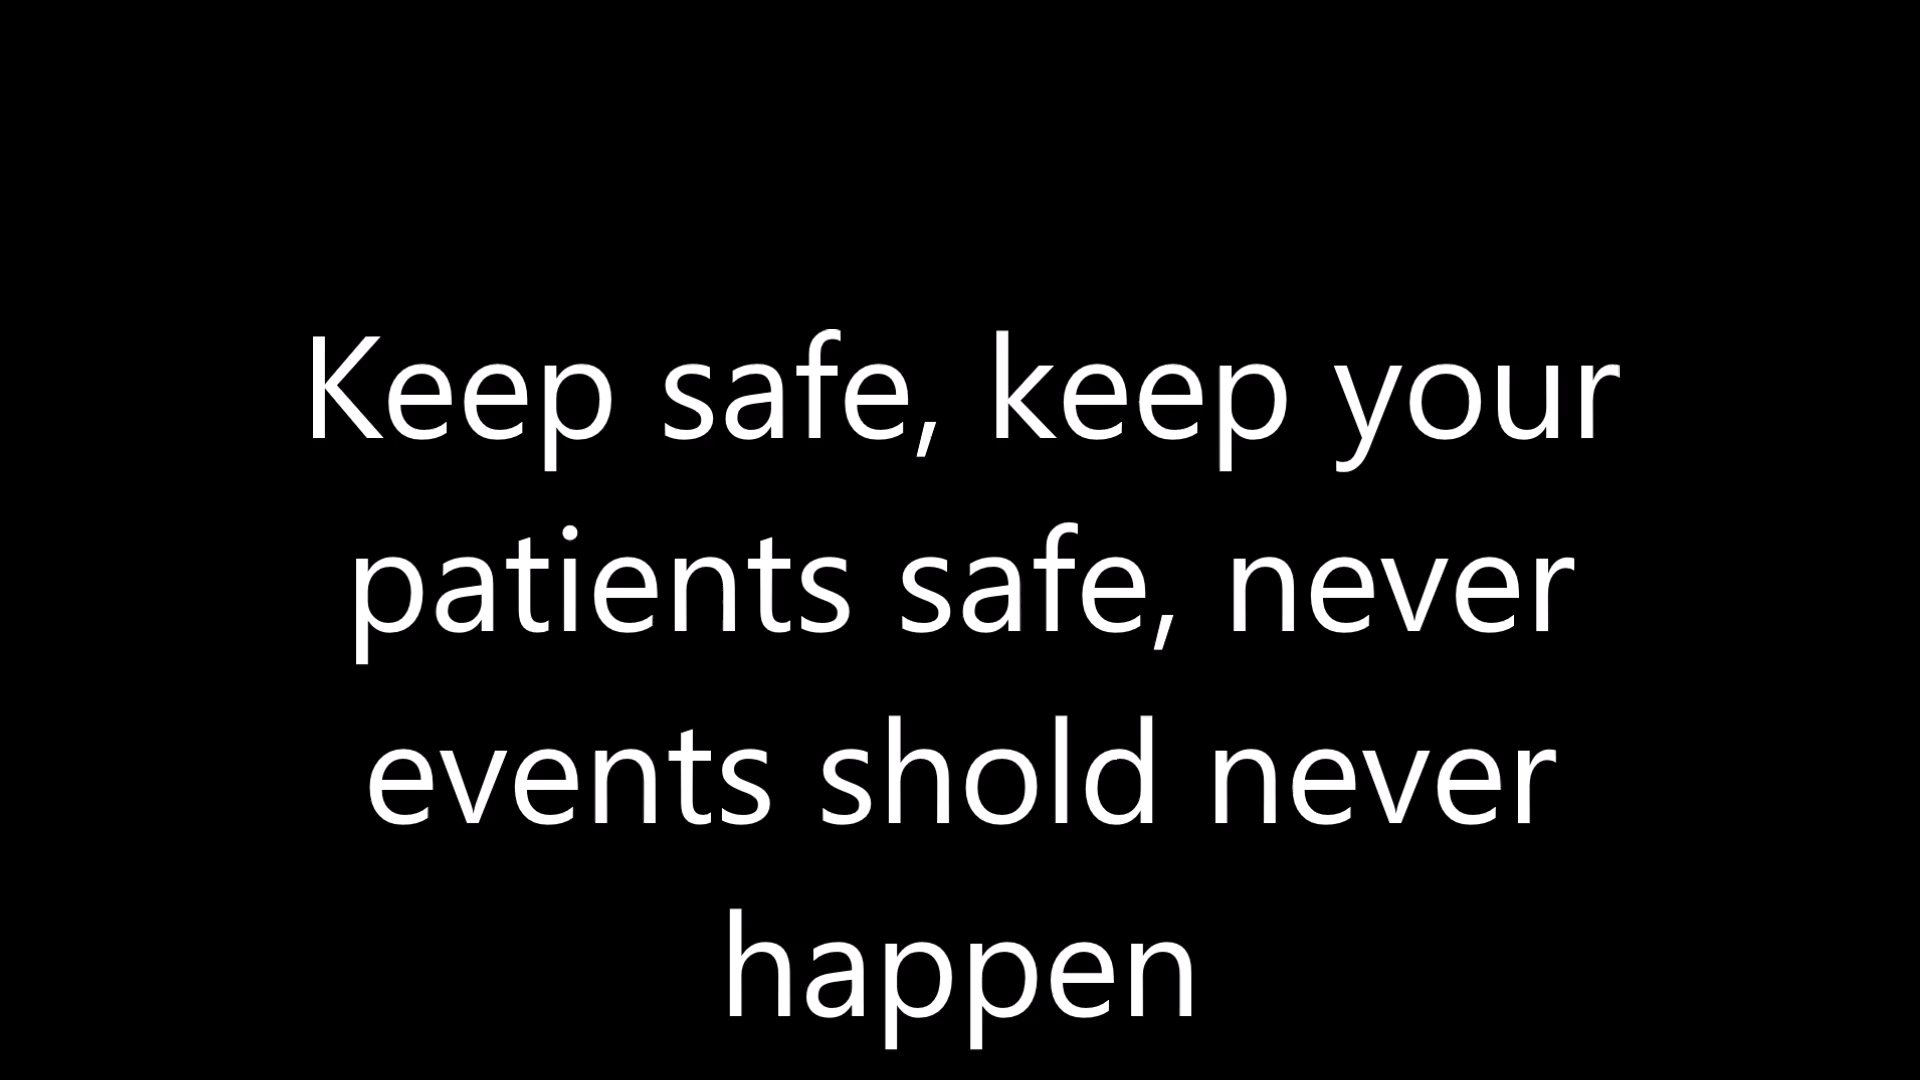 Keep safe, keep your
patients safe, never
events shold never
happen